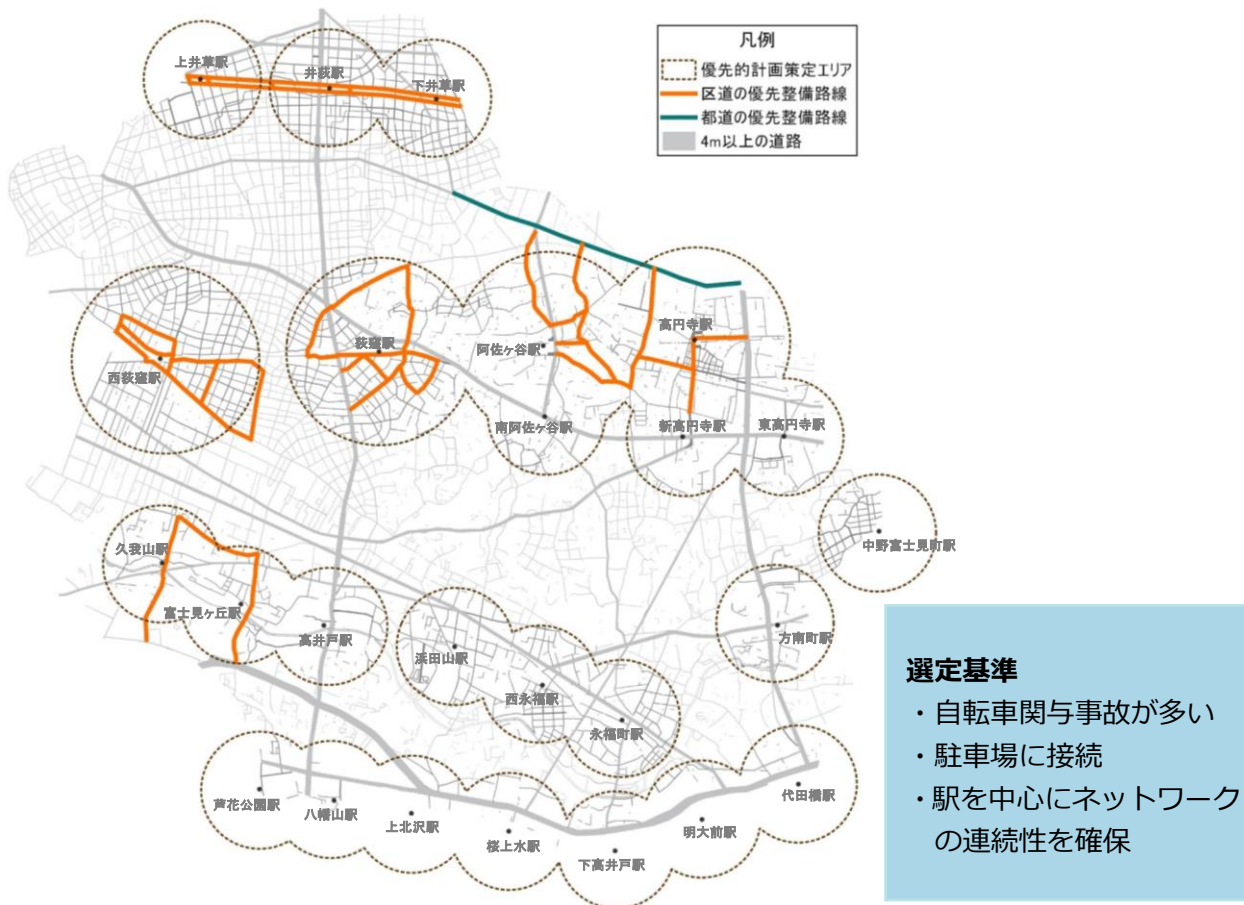 凡例
優先的計画策定エリア
区道の優先整備路線
都道の優先整備路線
4m以上の道路
上井草駅
井荻駅
下井草駅
西荻窪駅
荻窪駅
阿佐ヶ谷駅
高円寺駅
南阿佐ヶ谷駅
新高円寺駅
東高円寺駅
中野富士見町駅
久我山駅
富士見ヶ丘駅
高井戸駅
浜田山駅
西永福駅
永福町駅
方南町駅
芦花公園駅
八幡山駅
上北沢駅
桜上水駅
下高井戸駅
明大前駅
代田橋駅
選定基準
・自転車関与事故が多い
・駐車場に接続
・駅を中心にネットワーク
の連続性を確保